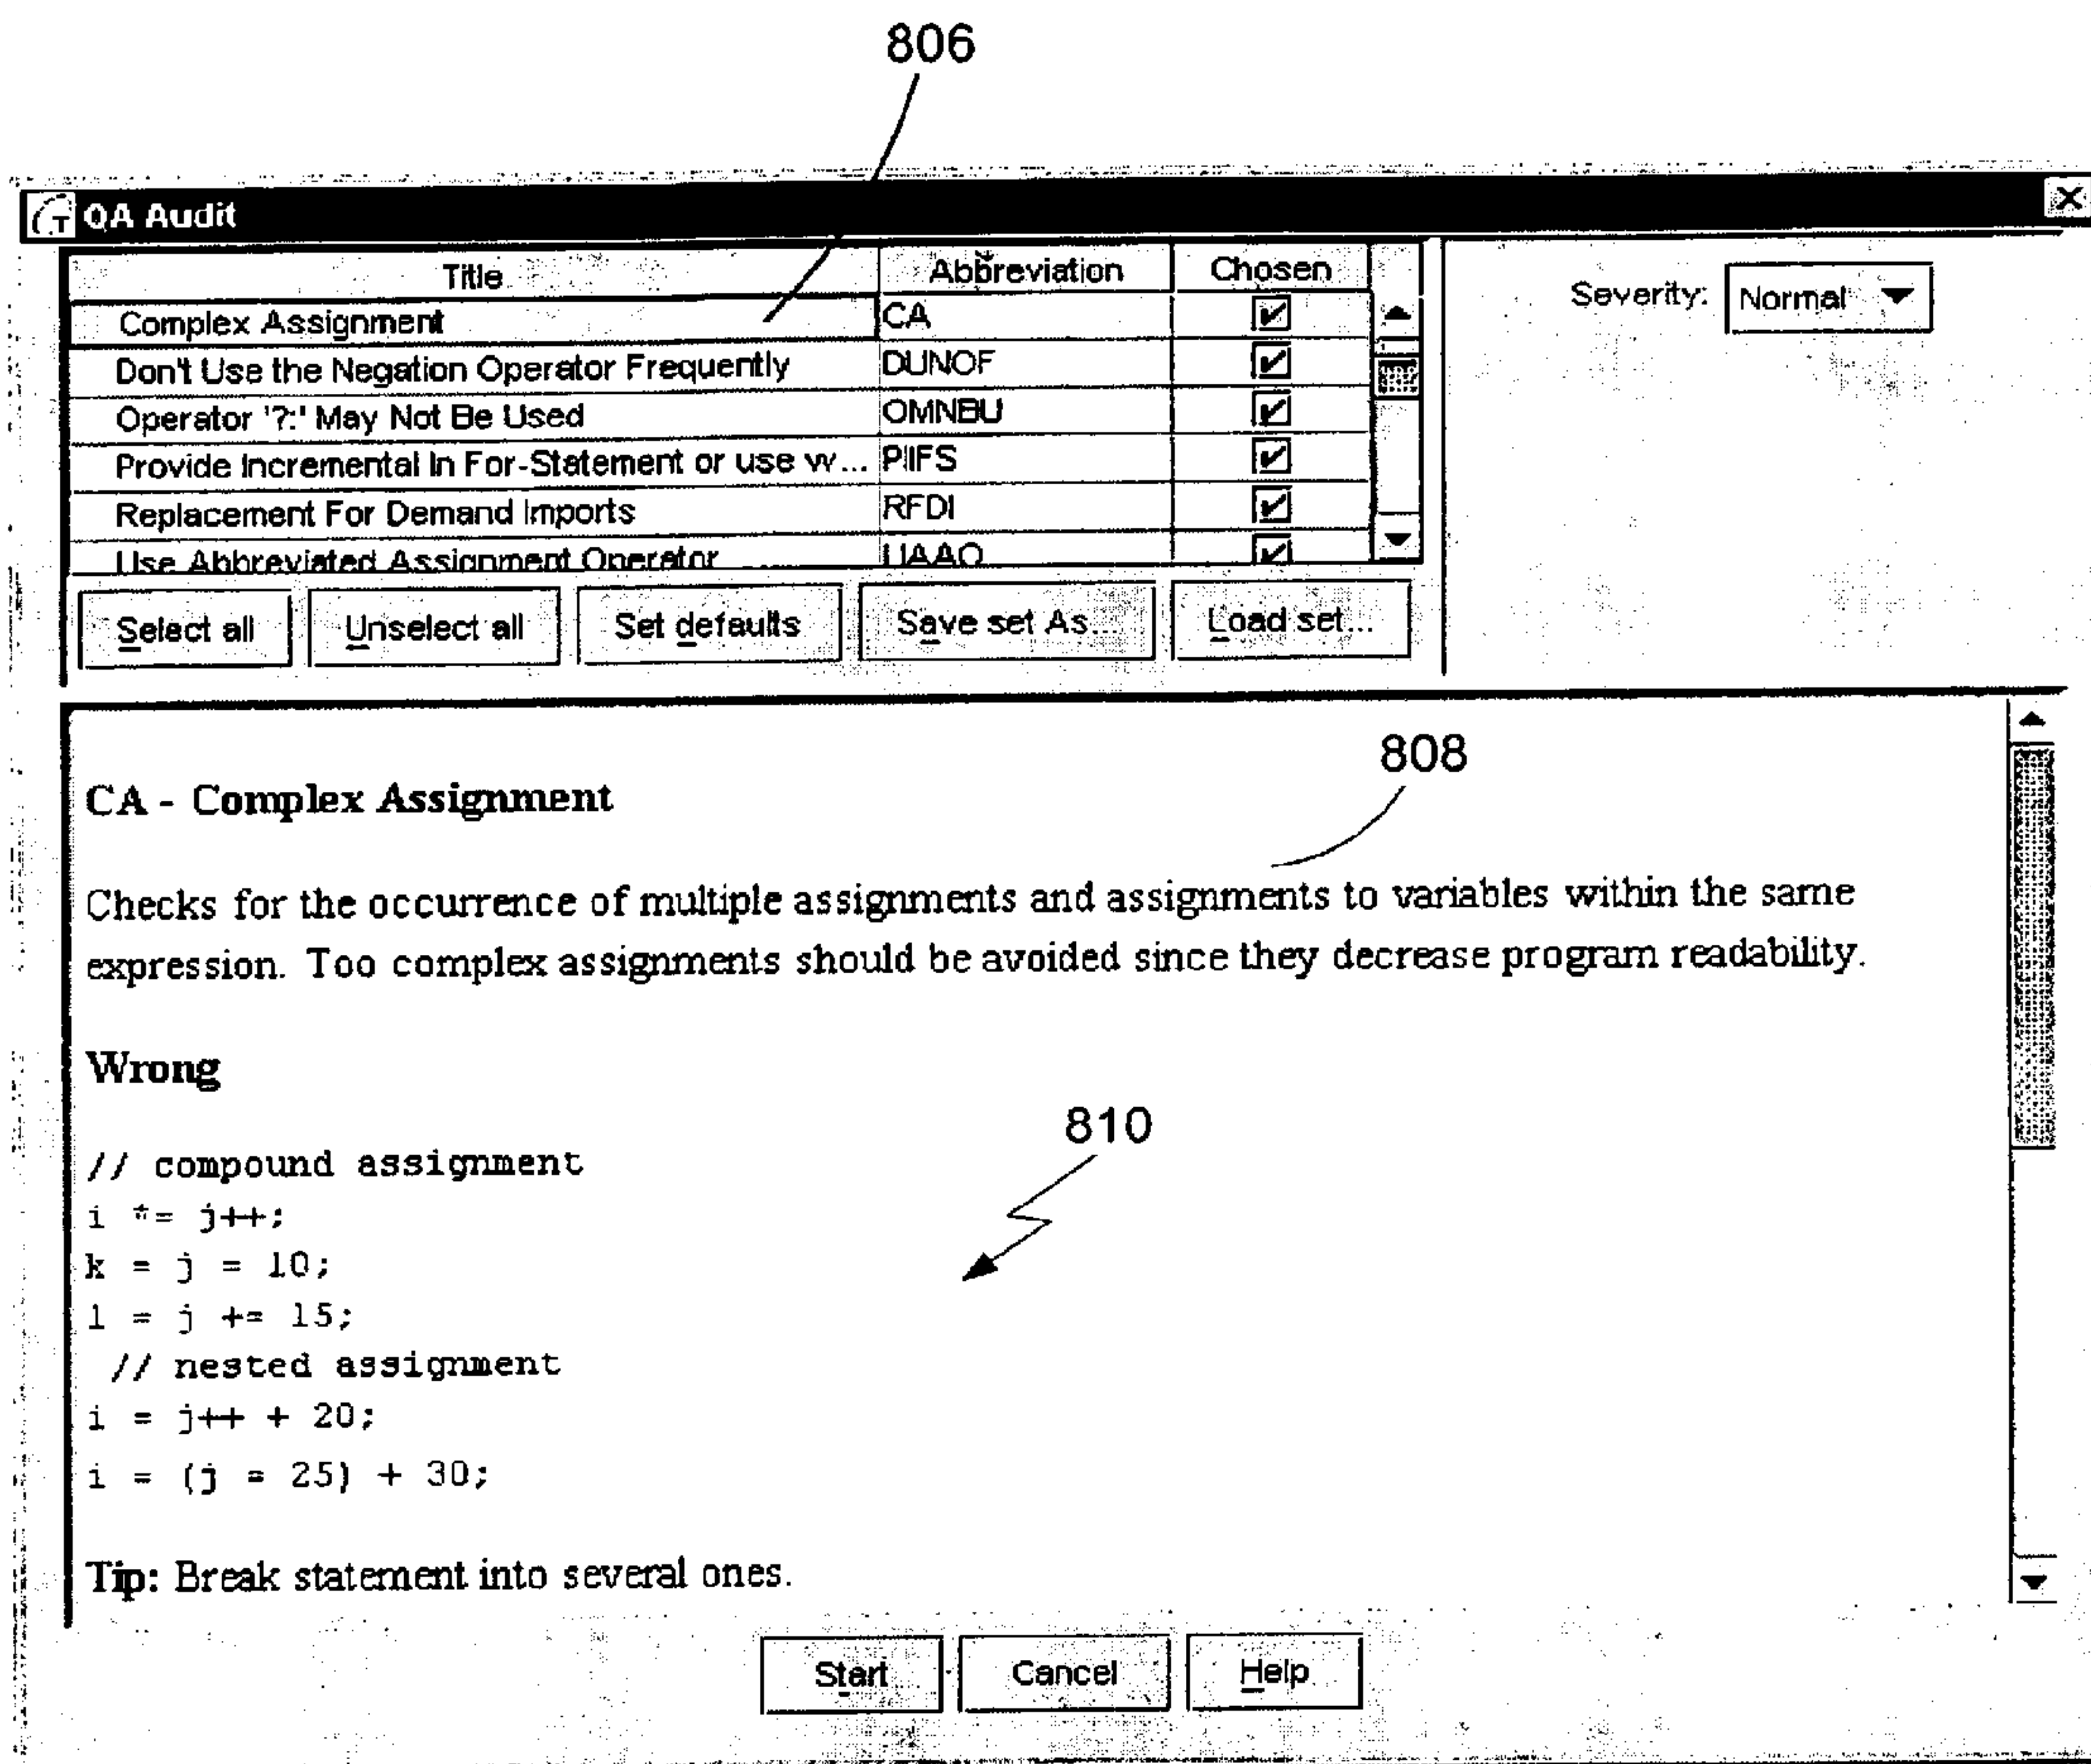 806
QA Audit
Title Abbreviation Chosen
Complex Assignment CA
Don't Use the Negation Operator Frequently DUNOF
Operator '?:' May Not Be Used OMNBU
Provide Incremental In For-Statement or use w... PIIFS
Replacement For Demand Imports RFDI
Use Abbreviated Assignment Operator UAAO
Severity: Normal
Select all Unselect all Set defaults Save set As... Load set...
808
CA - Complex Assignment
Checks for the occurrence of multiple assignments and assignments to variables within the same
expression. Too complex assignments should be avoided since they decrease program readability.
Wrong
810
// compound assignment
i *= j++;
k = j = 10;
l = j += 15;
// nested assignment
i = j++ + 20;
i = (j = 25) + 30;
Tip: Break statement into several ones.
Start Cancel Help